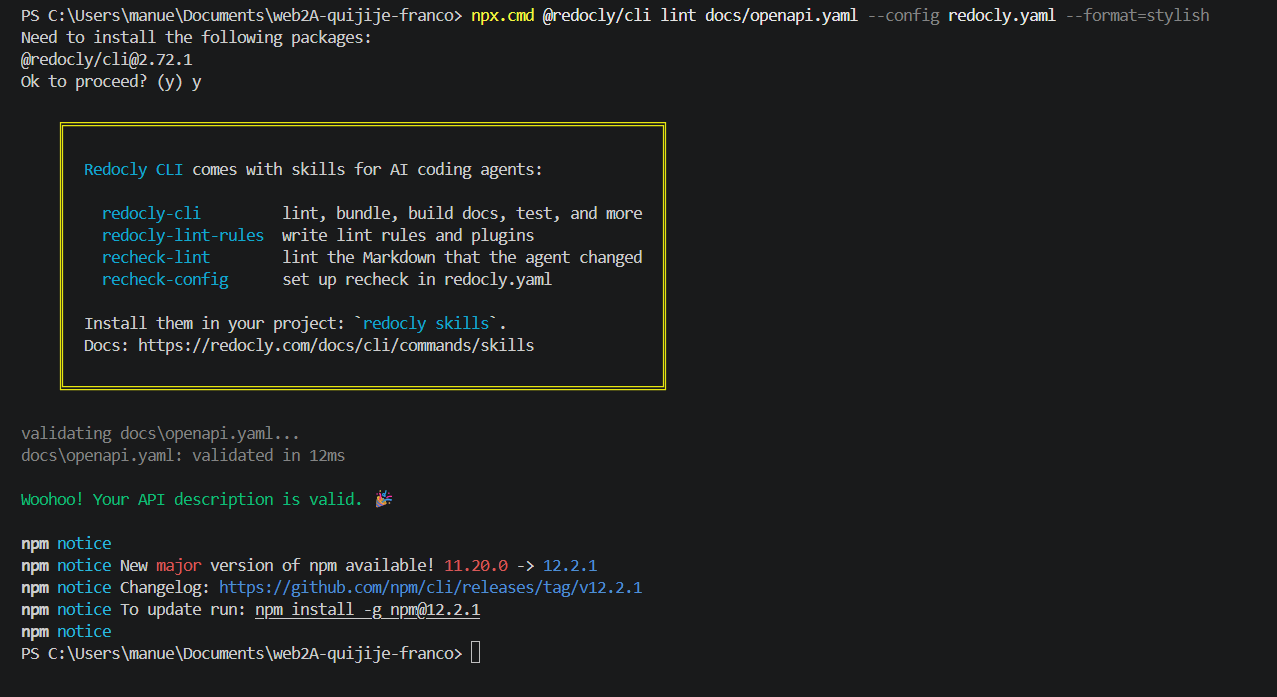 PS C:\Users\manue\Documents\web2A-quijije-franco> npx.cmd @redocly/cli lint docs/openapi.yaml --config redocly.yaml --format=stylish
Need to install the following packages:
@redocly/cli@2.72.1
Ok to proceed? (y) y
Redocly CLI comes with skills for AI coding agents:
redocly-cli lint, bundle, build docs, test, and more
redocly-lint-rules write lint rules and plugins
recheck-lint lint the Markdown that the agent changed
recheck-config set up recheck in redocly.yaml
Install them in your project: `redocly skills`.
Docs: https://redocly.com/docs/cli/commands/skills
validating docs\openapi.yaml...
docs\openapi.yaml: validated in 12ms
Woohoo! Your API description is valid. 🎉
npm notice
npm notice New major version of npm available! 11.20.0 -> 12.2.1
npm notice Changelog: https://github.com/npm/cli/releases/tag/v12.2.1
npm notice To update run: npm install -g npm@12.2.1
npm notice
PS C:\Users\manue\Documents\web2A-quijije-franco>